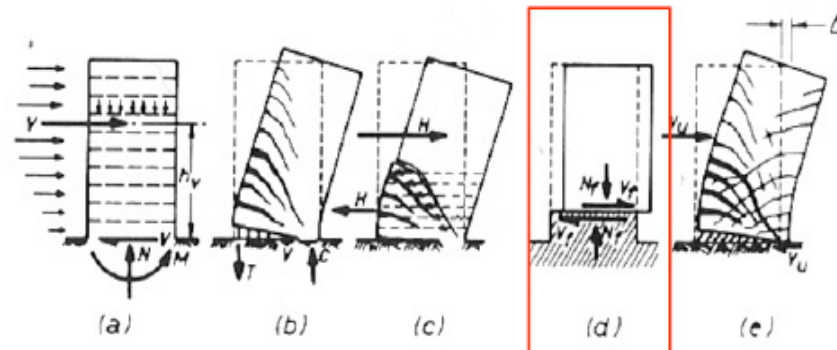 V
h_v
N
V
M
T
V
C
H
H
N_f
V_f
V_f
N_f
V_u
V_u
(a)
(b)
(c)
(d)
(e)